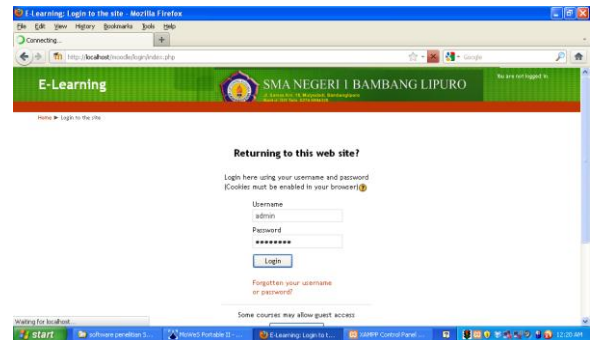 E-Learning: Login to the site - Mozilla Firefox
File Edit View History Bookmarks Tools Help
Connecting...
http://localhost/moodle/login/index.php
Google
E-Learning
SMA NEGERI 1 BAMBANG LIPURO
You are not logged in.
Home ► Login to the site
Returning to this web site?
Login here using your username and password
(Cookies must be enabled in your browser)
Username
admin
Password
Login
Forgotten your username
or password?
Some courses may allow guest access
Waiting for localhost...
start
software penelitian S...
MoWeS Portable II - ...
E-Learning: Login to t...
XAMPP Control Panel ...
12:20 AM